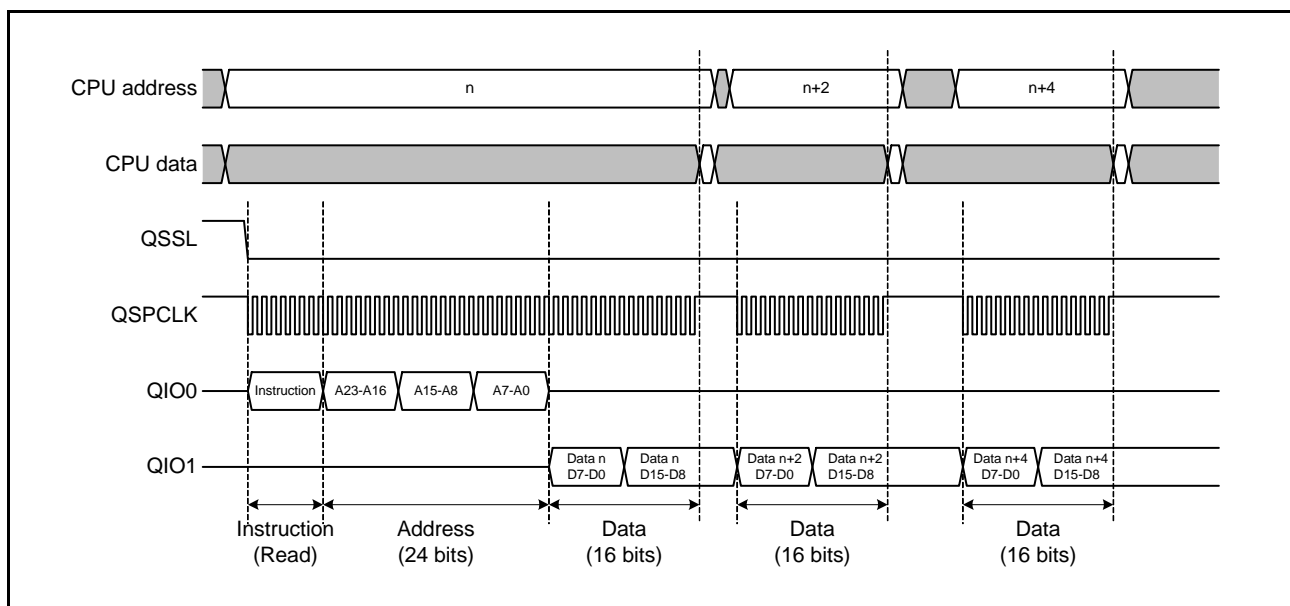 CPU address
n
n+2
n+4
CPU data
QSSL
QSPCLK
QIO0
Instruction
A23-A16
A15-A8
A7-A0
QIO1
Data n
D7-D0
Data n
D15-D8
Data n+2
D7-D0
Data n+2
D15-D8
Data n+4
D7-D0
Data n+4
D15-D8
Instruction
(Read)
Address
(24 bits)
Data
(16 bits)
Data
(16 bits)
Data
(16 bits)